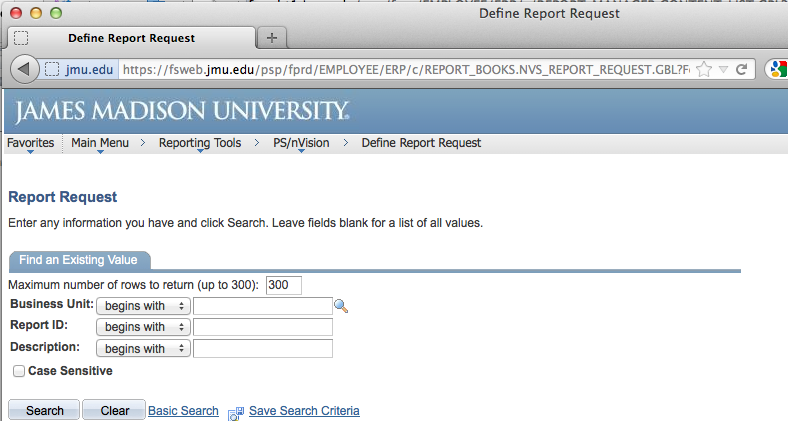 Define Report Request
Define Report Request
jmu.edu https://fsweb.jmu.edu/psp/fprd/EMPLOYEE/ERP/c/REPORT_BOOKS.NVS_REPORT_REQUEST.GBL?F
JAMES MADISON UNIVERSITY®
Favorites Main Menu > Reporting Tools > PS/nVision > Define Report Request
Report Request
Enter any information you have and click Search. Leave fields blank for a list of all values.
Find an Existing Value
Maximum number of rows to return (up to 300): 300
Business Unit: begins with
Report ID: begins with
Description: begins with
Case Sensitive
Search Clear Basic Search Save Search Criteria